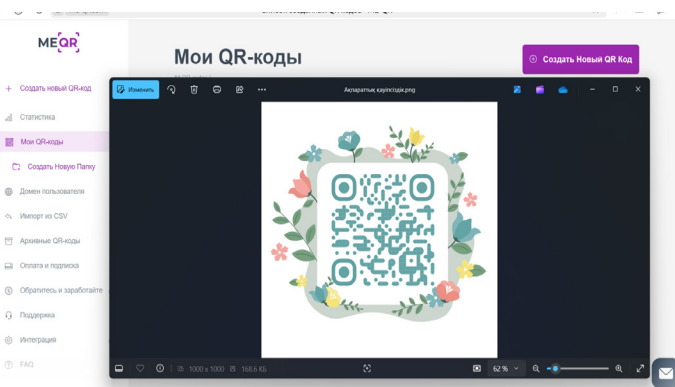 MEQR
Мои QR-коды
Создать Новый QR Код
Создать новый QR-код
Статистика
Мои QR-коды
Создать Новую Папку
Домен пользователя
Импорт из CSV
Архивные QR-коды
Оплата и подписка
Обратитесь и заработайте
Поддержка
Интеграция
FAQ
Изменить
Ақпараттық қауіпсіздік.png
1000 x 1000
168.6 КБ
62 %